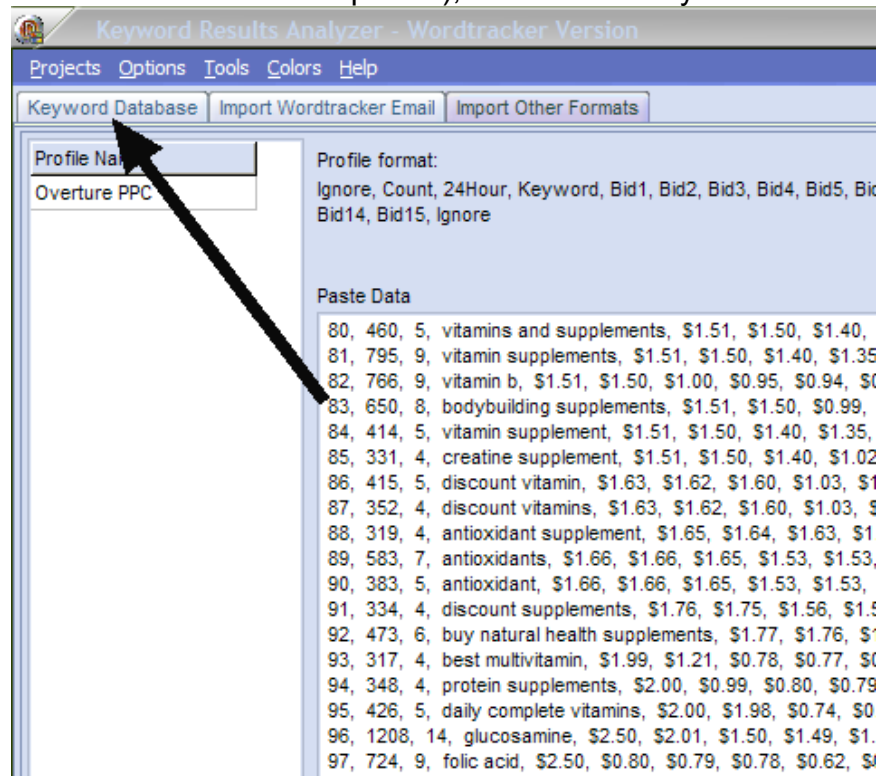 Keyword Results Analyzer - Wordtracker Version
Projects Options Tools Colors Help
Keyword Database Import Wordtracker Email Import Other Formats
Profile
Overture PPC
Profile format:
Ignore, Count, 24Hour, Keyword, Bid1, Bid2, Bid3, Bid4, Bid5,
Bid14, Bid15, Ignore
Paste Data
80, 460, 5, vitamins and supplements, $1.51, $1.50, $1.40,
81, 795, 9, vitamin supplements, $1.51, $1.50, $1.40, $1.35
82, 766, 9, vitamin b, $1.51, $1.50, $1.00, $0.95, $0.94,
83, 650, 8, bodybuilding supplements, $1.51, $1.50, $0.99,
84, 414, 5, vitamin supplement, $1.51, $1.50, $1.40, $1.35,
85, 331, 4, creatine supplement, $1.51, $1.50, $1.40, $1.02
86, 415, 5, discount vitamin, $1.63, $1.62, $1.60, $1.03,
87, 352, 4, discount vitamins, $1.63, $1.62, $1.60, $1.03,
88, 319, 4, antioxidant supplement, $1.65, $1.64, $1.63,
89, 583, 7, antioxidants, $1.66, $1.66, $1.65, $1.53, $1.53,
90, 383, 5, antioxidant, $1.66, $1.66, $1.65, $1.53, $1.53,
91, 334, 4, discount supplements, $1.76, $1.75, $1.56,
92, 473, 6, buy natural health supplements, $1.77, $1.76,
93, 317, 4, best multivitamin, $1.99, $1.21, $0.78, $0.77,
94, 348, 4, protein supplements, $2.00, $0.99, $0.80, $0.79
95, 426, 5, daily complete vitamins, $2.00, $1.98, $0.74,
96, 1208, 14, glucosamine, $2.50, $2.01, $1.50, $1.49,
97, 724, 9, folic acid, $2.50, $0.80, $0.79, $0.78, $0.62,